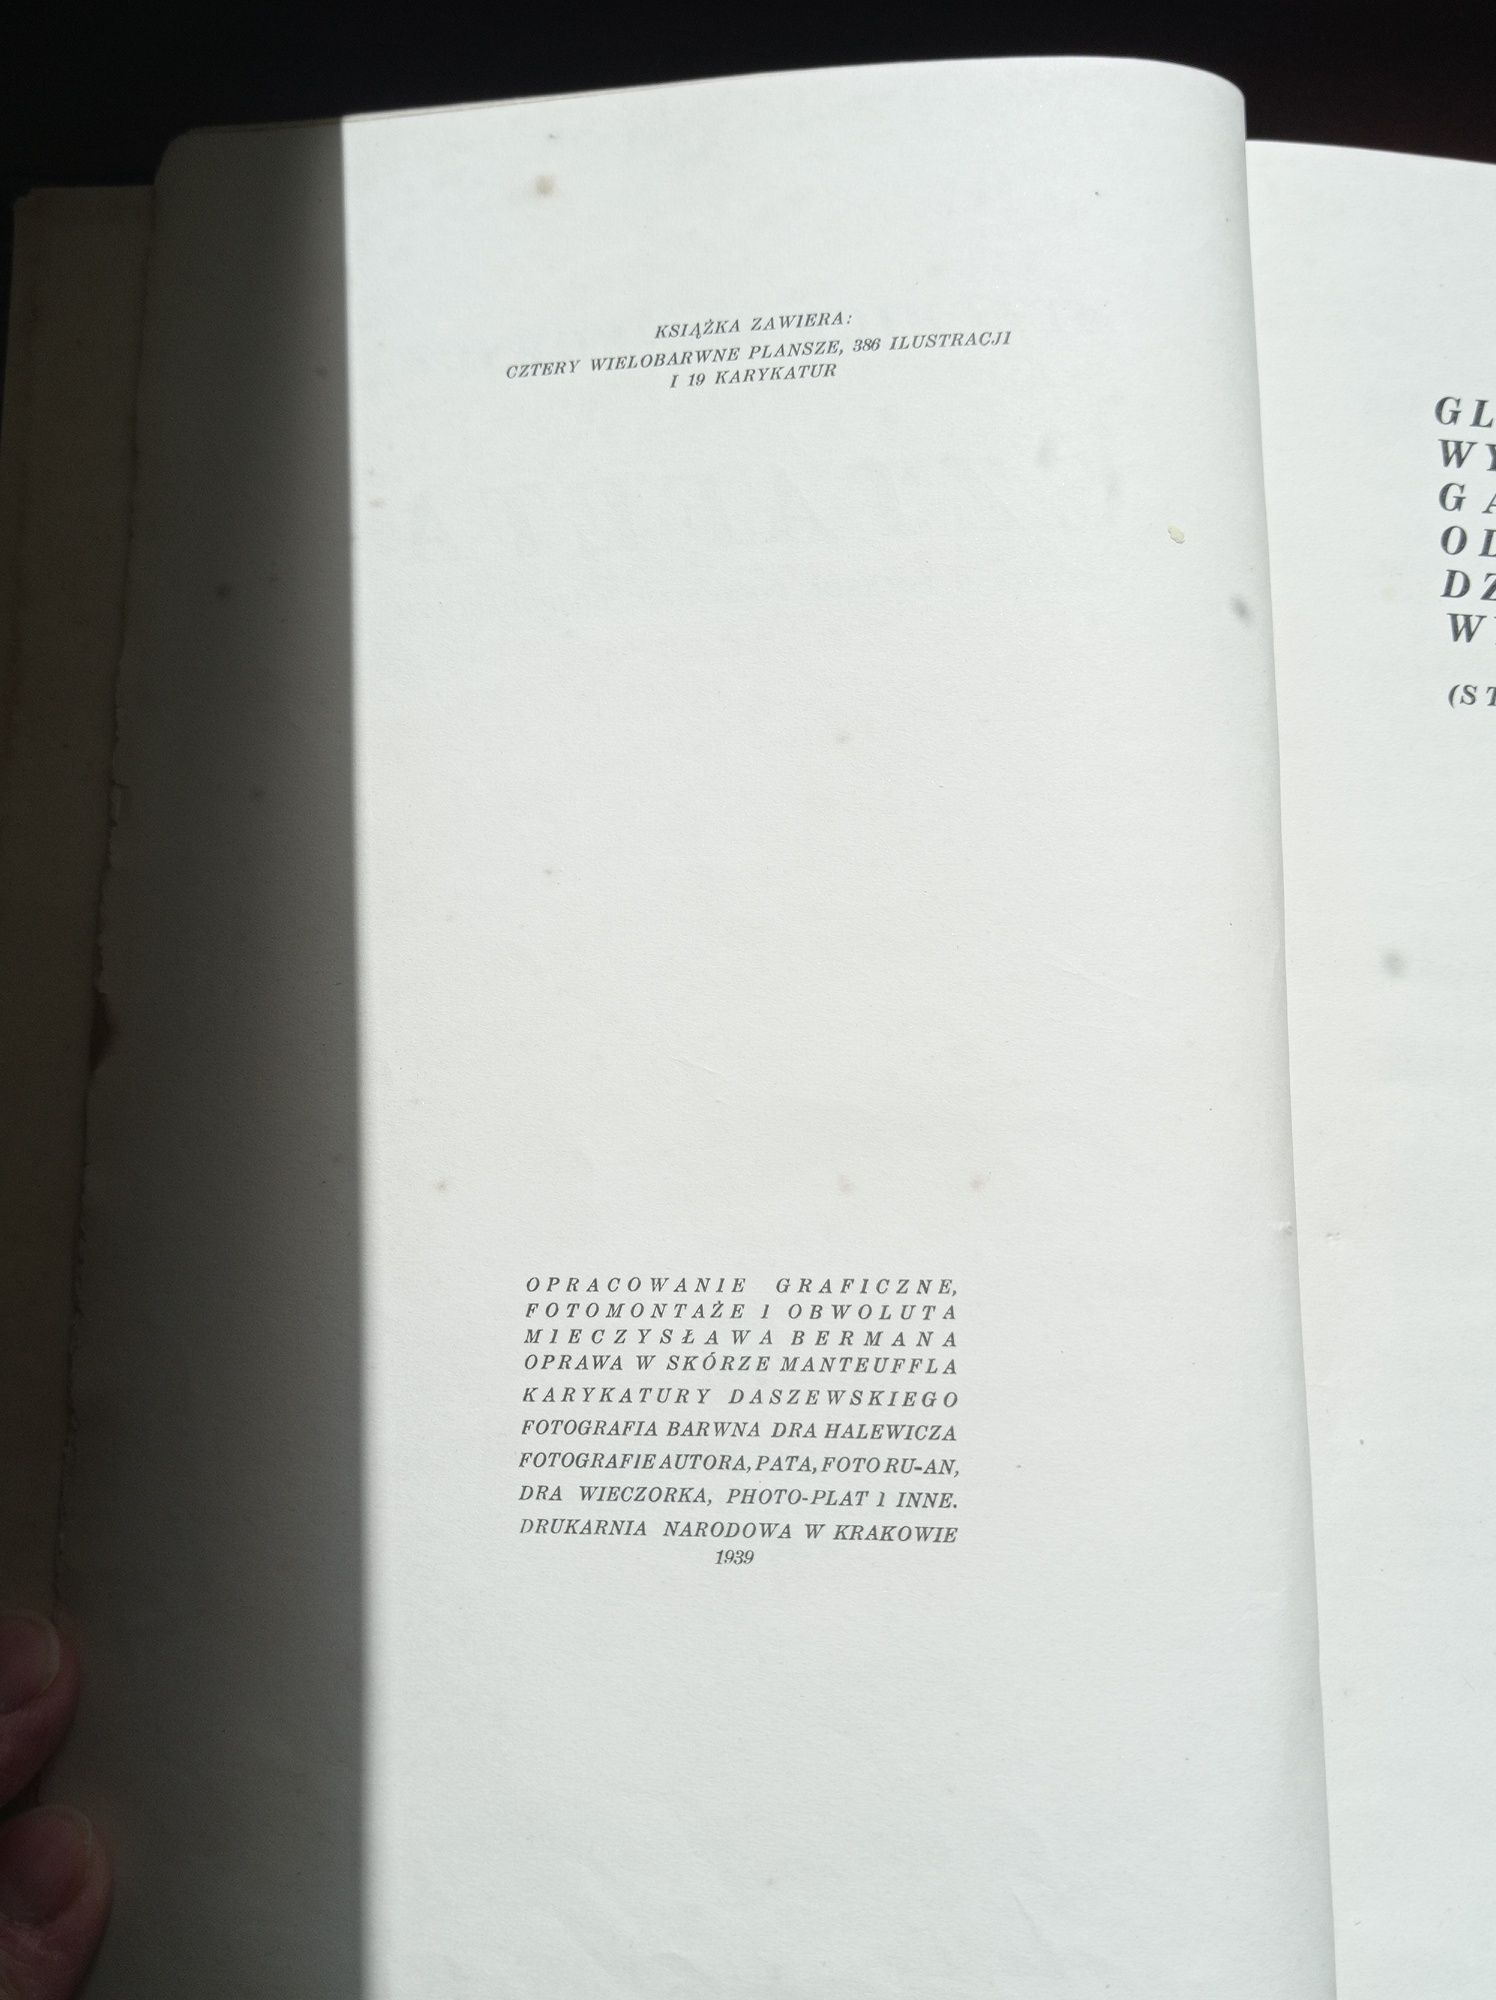 KSIĄŻKA ZAWIERA:
CZTERY WIELOBARWNE PLANSZE, 386 ILUSTRACJI
I 19 KARYKATUR
OPRACOWANIE GRAFICZNE,
FOTOMONTAŻE I OBWOLUTA
MIECZYSŁAWA BERMANA
OPRAWA W SKÓRZE MANTEUFFLA
KARYKATURY DASZEWSKIEGO
FOTOGRAFIA BARWNA DRA HALEWICZA
FOTOGRAFIE AUTORA, PATA, FOTO RU-AN,
DRA WIECZORKA, PHOTO-PLAT I INNE.
DRUKARNIA NARODOWA W KRAKOWIE
1939